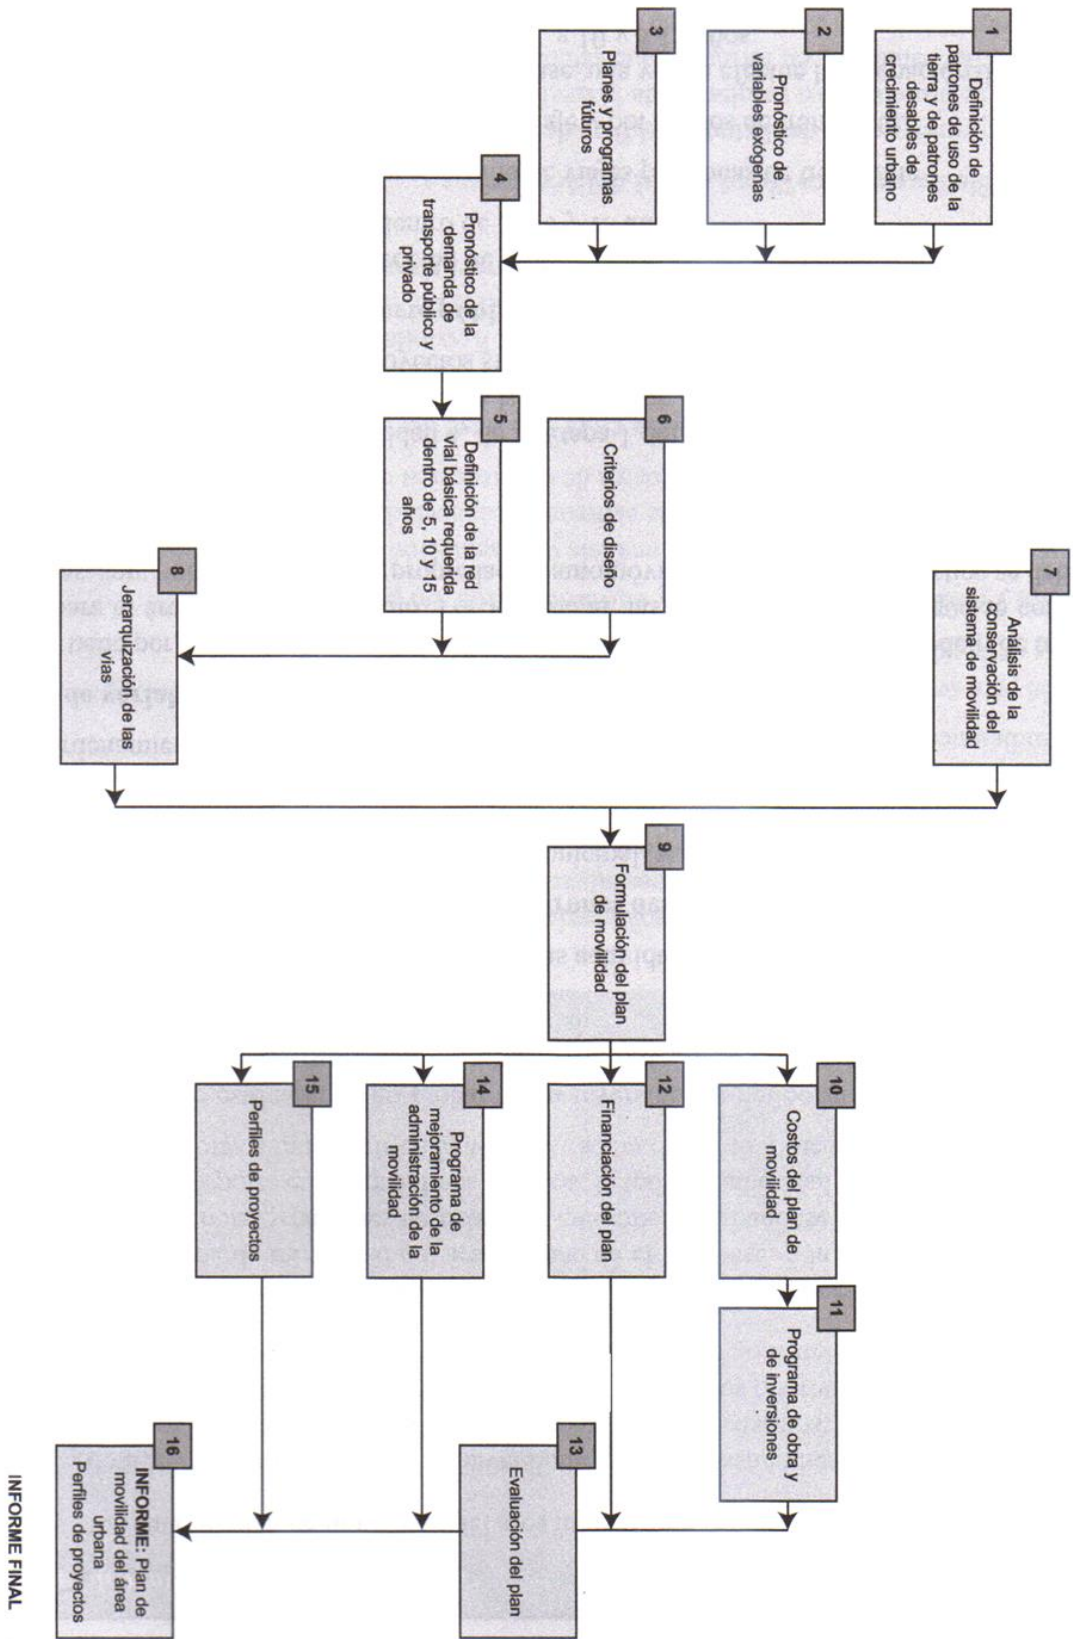 1
Definición de
patrones de uso de la
tierra y de patrones
desables de
crecimiento urbano
2
Pronóstico de
variables exógenas
3
Planes y programas
fúturos
4
Pronóstico de la
demanda de
transporte público y
privado
5
Definición de la red
vial básica requerida
dentro de 5, 10 y 15
años
6
Criterios de diseño
7
Análisis de la
conservación del
sistema de movilidad
8
Jerarquización de las
vías
9
Formulación del plan
de movilidad
10
Costos del plan de
movilidad
11
Programa de obra y
de inversiones
12
Financiación del plan
13
Evaluación del plan
14
Programa de
mejoramiento de la
administración de la
movilidad
15
Perfiles de proyectos
16
INFORME: Plan de
movilidad del área
urbana
Perfiles de proyectos
INFORME FINAL